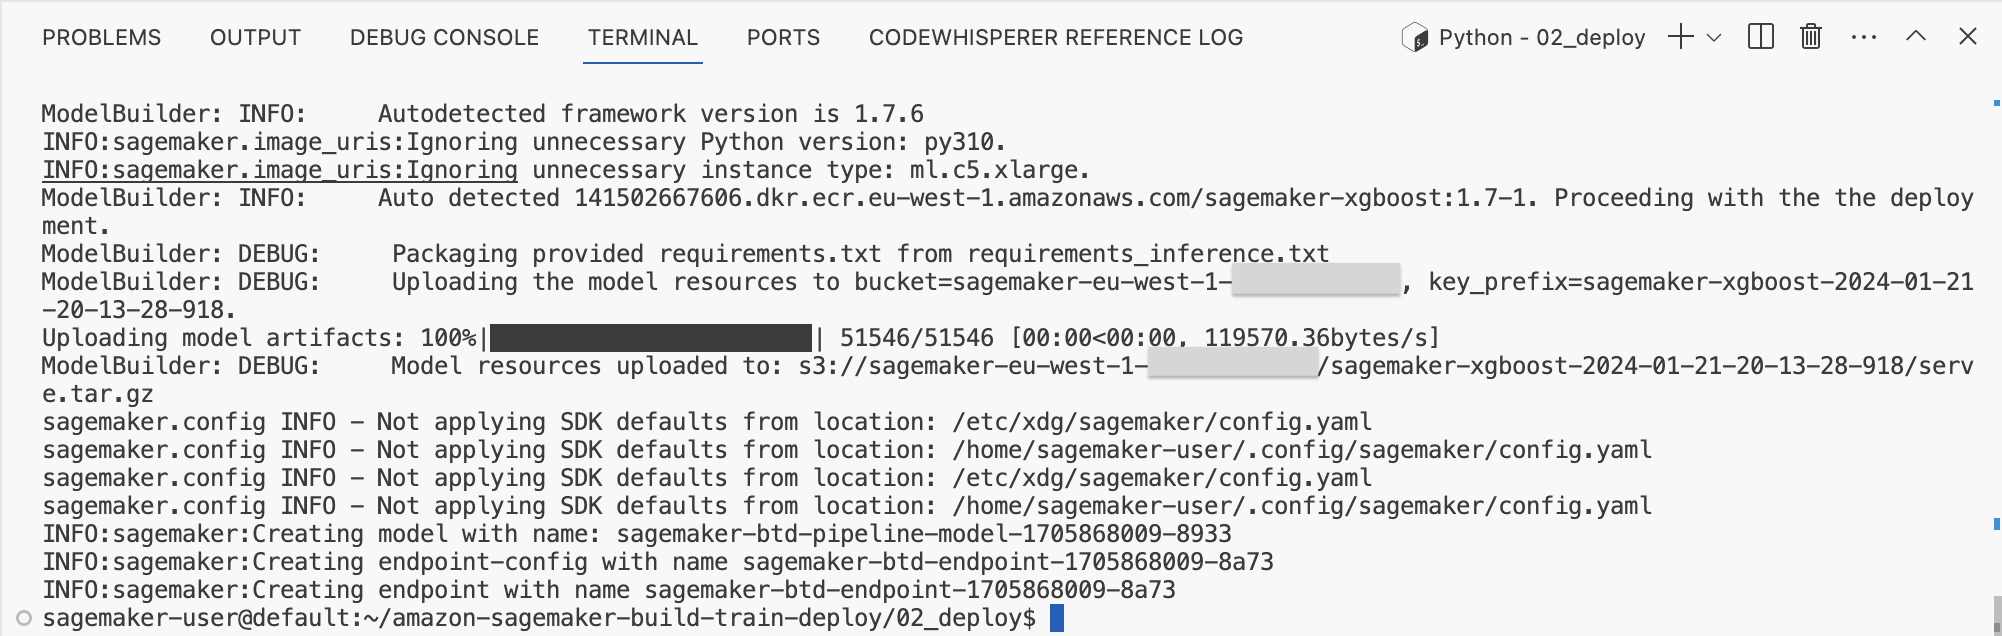 PROBLEMS OUTPUT DEBUG CONSOLE TERMINAL PORTS CODEWHISPERER REFERENCE LOG Python - 02_deploy
ModelBuilder: INFO:     Autodetected framework version is 1.7.6
INFO:sagemaker.image_uris:Ignoring unnecessary Python version: py310.
INFO:sagemaker.image_uris:Ignoring unnecessary instance type: ml.c5.xlarge.
ModelBuilder: INFO:     Auto detected 141502667606.dkr.ecr.eu-west-1.amazonaws.com/sagemaker-xgboost:1.7-1. Proceeding with the the deploy
ment.
ModelBuilder: DEBUG:     Packaging provided requirements.txt from requirements_inference.txt
ModelBuilder: DEBUG:     Uploading the model resources to bucket=sagemaker-eu-west-1-, key_prefix=sagemaker-xgboost-2024-01-21
-20-13-28-918.
Uploading model artifacts: 100%|| 51546/51546 [00:00<00:00, 119570.36bytes/s]
ModelBuilder: DEBUG:     Model resources uploaded to: s3://sagemaker-eu-west-1-/sagemaker-xgboost-2024-01-21-20-13-28-918/serv
e.tar.gz
sagemaker.config INFO - Not applying SDK defaults from location: /etc/xdg/sagemaker/config.yaml
sagemaker.config INFO - Not applying SDK defaults from location: /home/sagemaker-user/.config/sagemaker/config.yaml
sagemaker.config INFO - Not applying SDK defaults from location: /etc/xdg/sagemaker/config.yaml
sagemaker.config INFO - Not applying SDK defaults from location: /home/sagemaker-user/.config/sagemaker/config.yaml
INFO:sagemaker:Creating model with name: sagemaker-btd-pipeline-model-1705868009-8933
INFO:sagemaker:Creating endpoint-config with name sagemaker-btd-endpoint-1705868009-8a73
INFO:sagemaker:Creating endpoint with name sagemaker-btd-endpoint-1705868009-8a73
sagemaker-user@default:~/amazon-sagemaker-build-train-deploy/02_deploy$